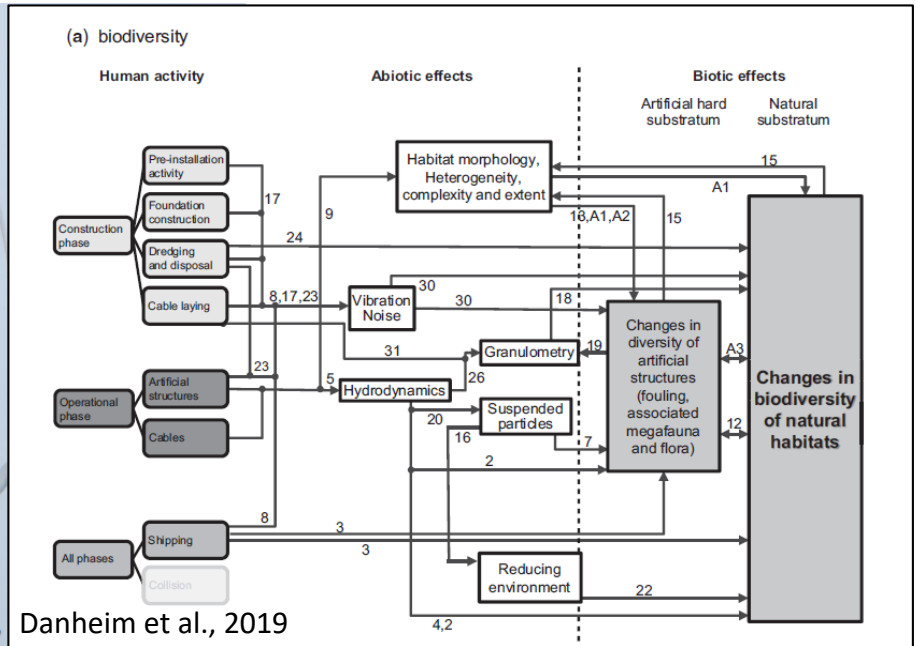 (a) biodiversity
Human activity
Abiotic effects
Biotic effects
Artificial hard
substratum
Natural
substratum
Pre-installation
activity
Foundation
construction
Construction
phase
Dredging
and disposal
Cable laying
Artificial
structures
Operational
phase
Cables
All phases
Shipping
Collision
Habitat morphology,
Heterogeneity,
complexity and extent
Vibration
Noise
Granulometry
Hydrodynamics
Suspended
particles
Reducing
environment
Changes in
diversity of
artificial
structures
(fouling,
associated
megafauna
and flora)
Changes in
biodiversity
of natural
habitats
15
A1
17
9
18,A1,A2
15
24
30
8,17,23
30
18
31
19
A3
23
5
26
20
16
7
12
2
8
3
3
22
4,2
Danheim et al., 2019